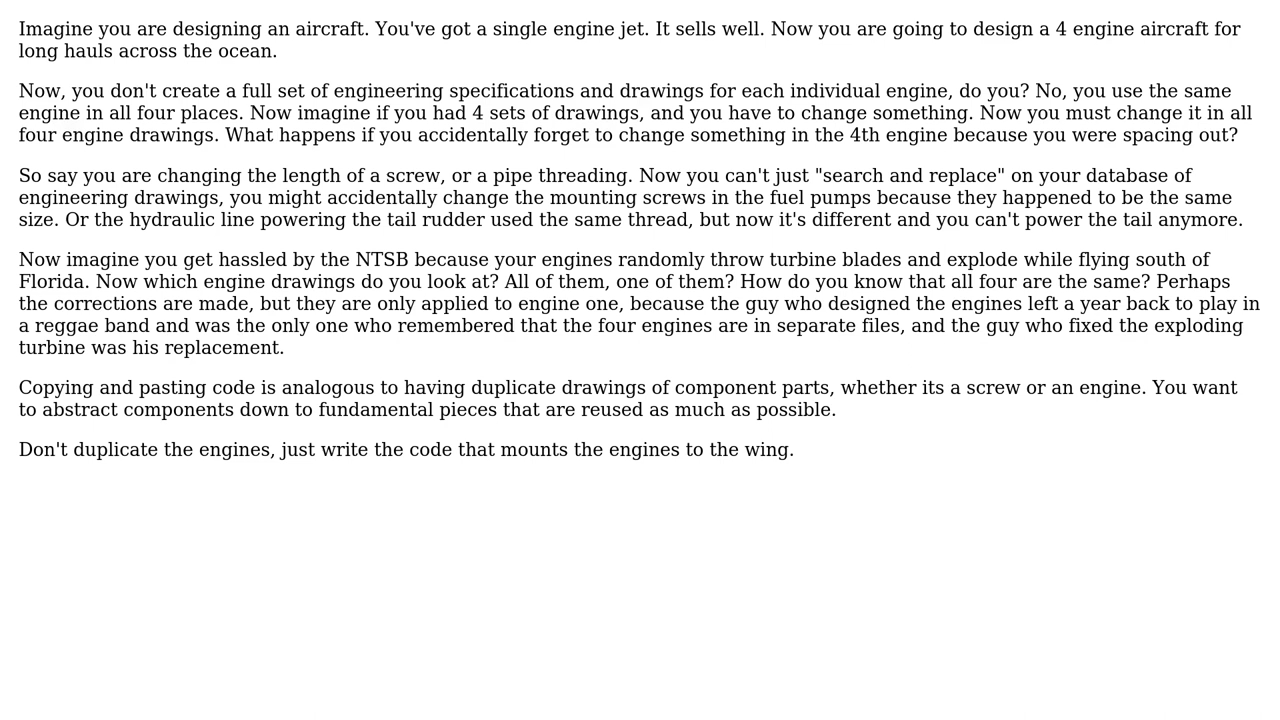 Imagine you are designing an aircraft. You've got a single engine jet. It sells well. Now you are going to design a 4 engine aircraft for
long hauls across the ocean.
Now, you don't create a full set of engineering specifications and drawings for each individual engine, do you? No, you use the same
engine in all four places. Now imagine if you had 4 sets of drawings, and you have to change something. Now you must change it in all
four engine drawings. What happens if you accidentally forget to change something in the 4th engine because you were spacing out?
So say you are changing the length of a screw, or a pipe threading. Now you can't just "search and replace" on your database of
engineering drawings, you might accidentally change the mounting screws in the fuel pumps because they happened to be the same
size. Or the hydraulic line powering the tail rudder used the same thread, but now it's different and you can't power the tail anymore.
Now imagine you get hassled by the NTSB because your engines randomly throw turbine blades and explode while flying south of
Florida. Now which engine drawings do you look at? All of them, one of them? How do you know that all four are the same? Perhaps
the corrections are made, but they are only applied to engine one, because the guy who designed the engines left a year back to play in
a reggae band and was the only one who remembered that the four engines are in separate files, and the guy who fixed the exploding
turbine was his replacement.
Copying and pasting code is analogous to having duplicate drawings of component parts, whether its a screw or an engine. You want
to abstract components down to fundamental pieces that are reused as much as possible.
Don't duplicate the engines, just write the code that mounts the engines to the wing.